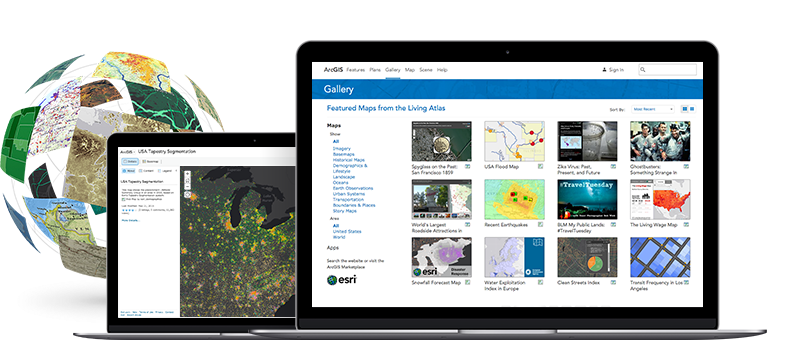 ArcGIS Features Plans Gallery Map Scene Help Sign In
Gallery
Featured Maps from the Living Atlas
Sort By: Most Recent
Maps
Show
All
Imagery
Basemaps
Historical Maps
Demographics &
Lifestyle
Landscape
Oceans
Earth Observations
Urban Systems
Transportation
Boundaries & Places
Story Maps
Area
All
United States
World
Apps
Search the website or visit the
ArcGIS Marketplace
esri
Spyglass on the Past:
San Francisco 1859
USA Flood Map
Zika Virus: Past,
Present, and Future
Ghostbusters:
Something Strange in
#TravelTuesday
World's Largest
Roadside Attractions in
Recent Earthquakes
BLM My Public Lands:
#TravelTuesday
The Living Wage Map
esri
Disaster
Response
Snowfall Forecast Map
Water Exploitation
Index in Europe
Clean Streets Index
Transit Frequency in Los
Angeles
ArcGIS
USA Tapestry Segmentation
USA Tapestry Segmentation